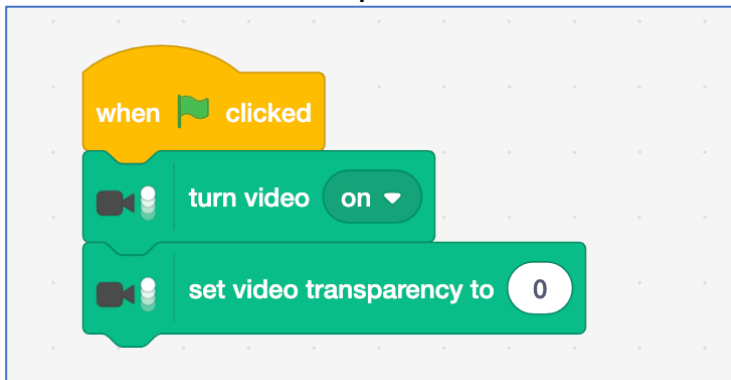 when clicked
turn video on
set video transparency to 0